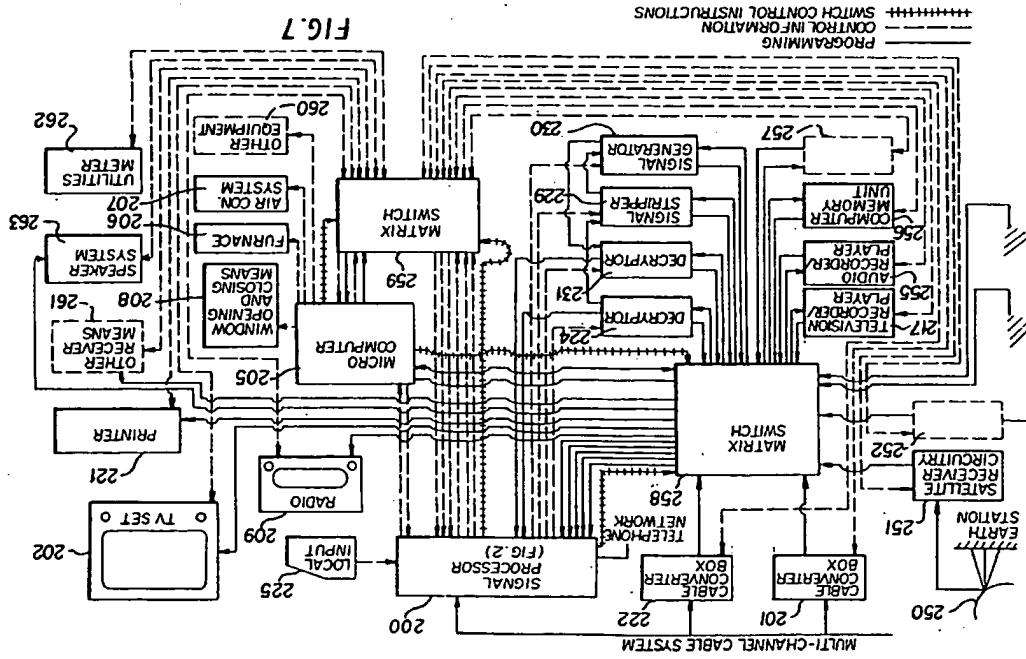 MULTI-CHANNEL CABLE SYSTEM
250
EARTH
STATION
201
CABLE
CONVERTER
BOX
222
CABLE
CONVERTER
BOX
200
SIGNAL
PROCESSOR
(FIG.2)
225
LOCAL
INPUT
202
TV SET
251
SATELLITE
RECEIVER
CIRCUITRY
252
TELEPHONE
NETWORK
258
MATRIX
SWITCH
209
RADIO
221
PRINTER
217
TELEVISION
RECORDER/
PLAYER
224
DECRYPTOR
205
MICRO
COMPUTER
208
WINDOW
OPENING
AND
CLOSING
MEANS
261
OTHER
RECEIVER
MEANS
255
AUDIO
RECORDER/
PLAYER
231
DECRYPTOR
206
FURNACE
263
SPEAKER
SYSTEM
256
COMPUTER
MEMORY
UNIT
229
SIGNAL
STRIPPER
259
MATRIX
SWITCH
207
AIR CON.
SYSTEM
262
UTILITIES
METER
257
230
SIGNAL
GENERATOR
260
OTHER
EQUIPMENT
PROGRAMMING
CONTROL INFORMATION
SWITCH CONTROL INSTRUCTIONS
FIG.7